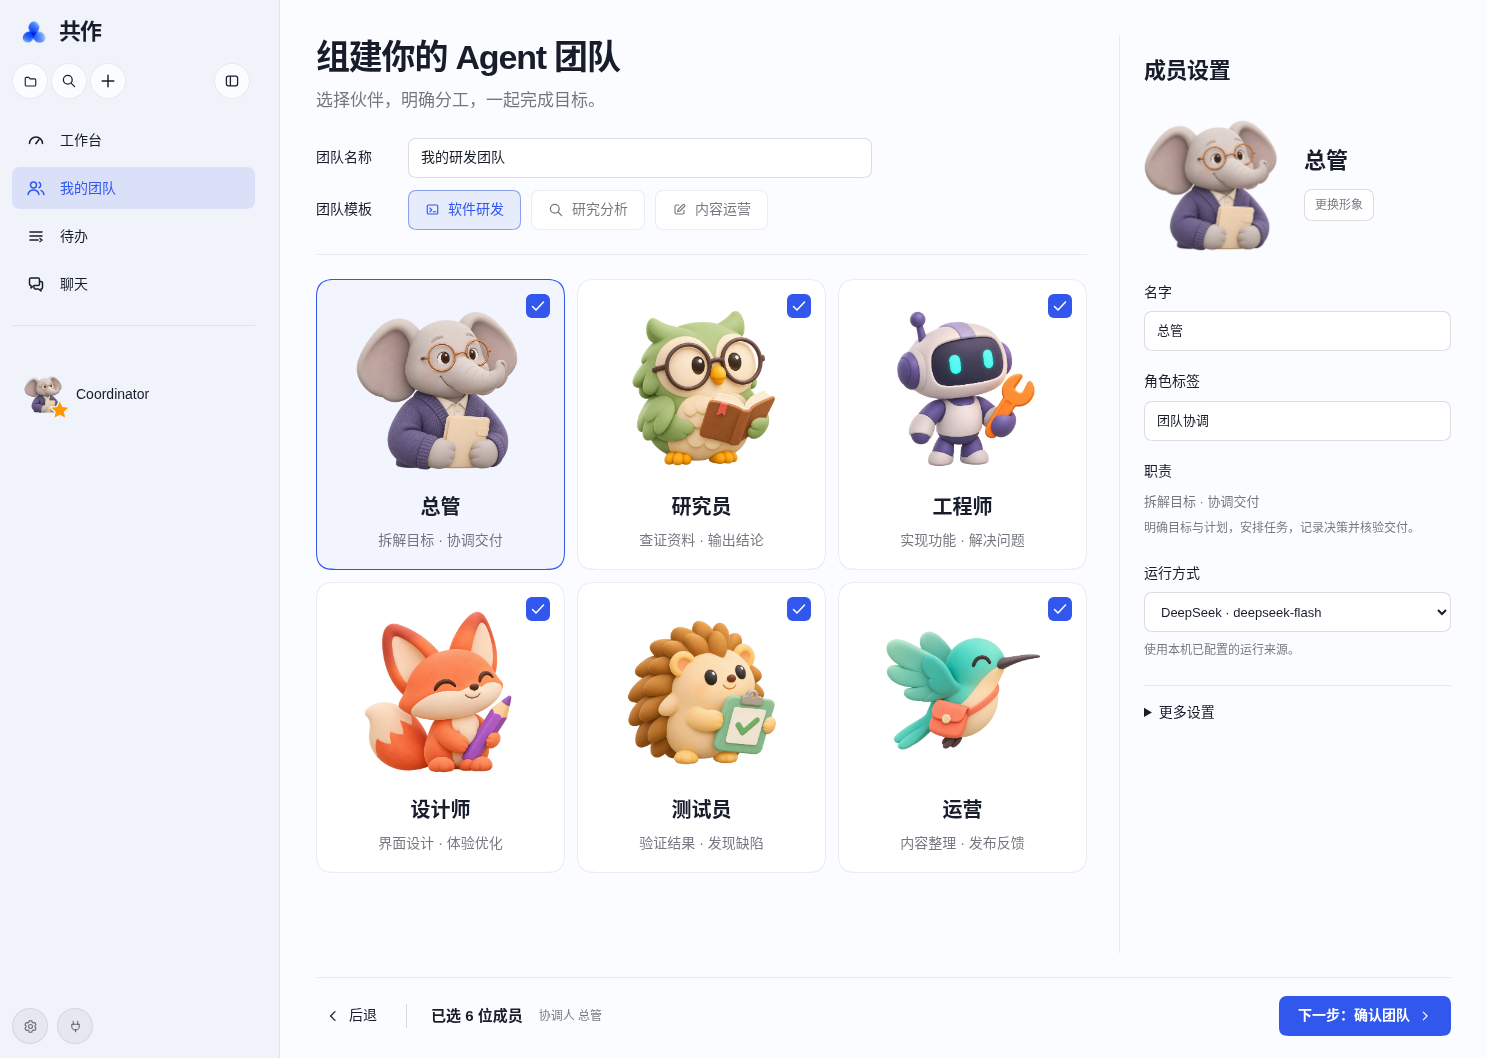 共作
工作台
我的团队
待办
聊天
Coordinator
组建你的 Agent 团队
选择伙伴，明确分工，一起完成目标。
团队名称
我的研发团队
团队模板
软件研发
研究分析
内容运营
总管
拆解目标 · 协调交付
研究员
查证资料 · 输出结论
工程师
实现功能 · 解决问题
设计师
界面设计 · 体验优化
测试员
验证结果 · 发现缺陷
运营
内容整理 · 发布反馈
后退
已选 6 位成员
协调人 总管
下一步：确认团队
成员设置
总管
更换形象
名字
总管
角色标签
团队协调
职责
拆解目标 · 协调交付
明确目标与计划，安排任务，记录决策并核验交付。
运行方式
DeepSeek · deepseek-flash
使用本机已配置的运行来源。
更多设置